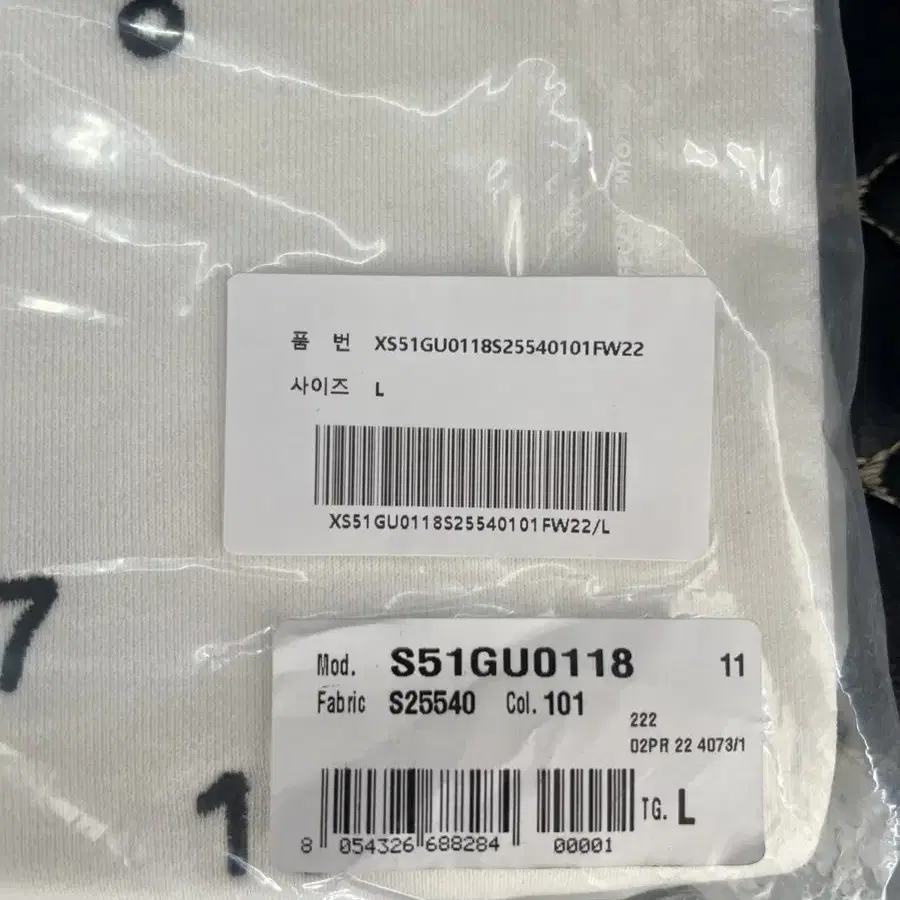 0
품 번 XS51GU0118S25540101FW22
사이즈 L
XS51GU0118S25540101FW22/L
7
Mod. S51GU0118 11
Fabric S25540 Col. 101
222
02PR 22 4073/1
1
TG. L
8 054326 688284 00001